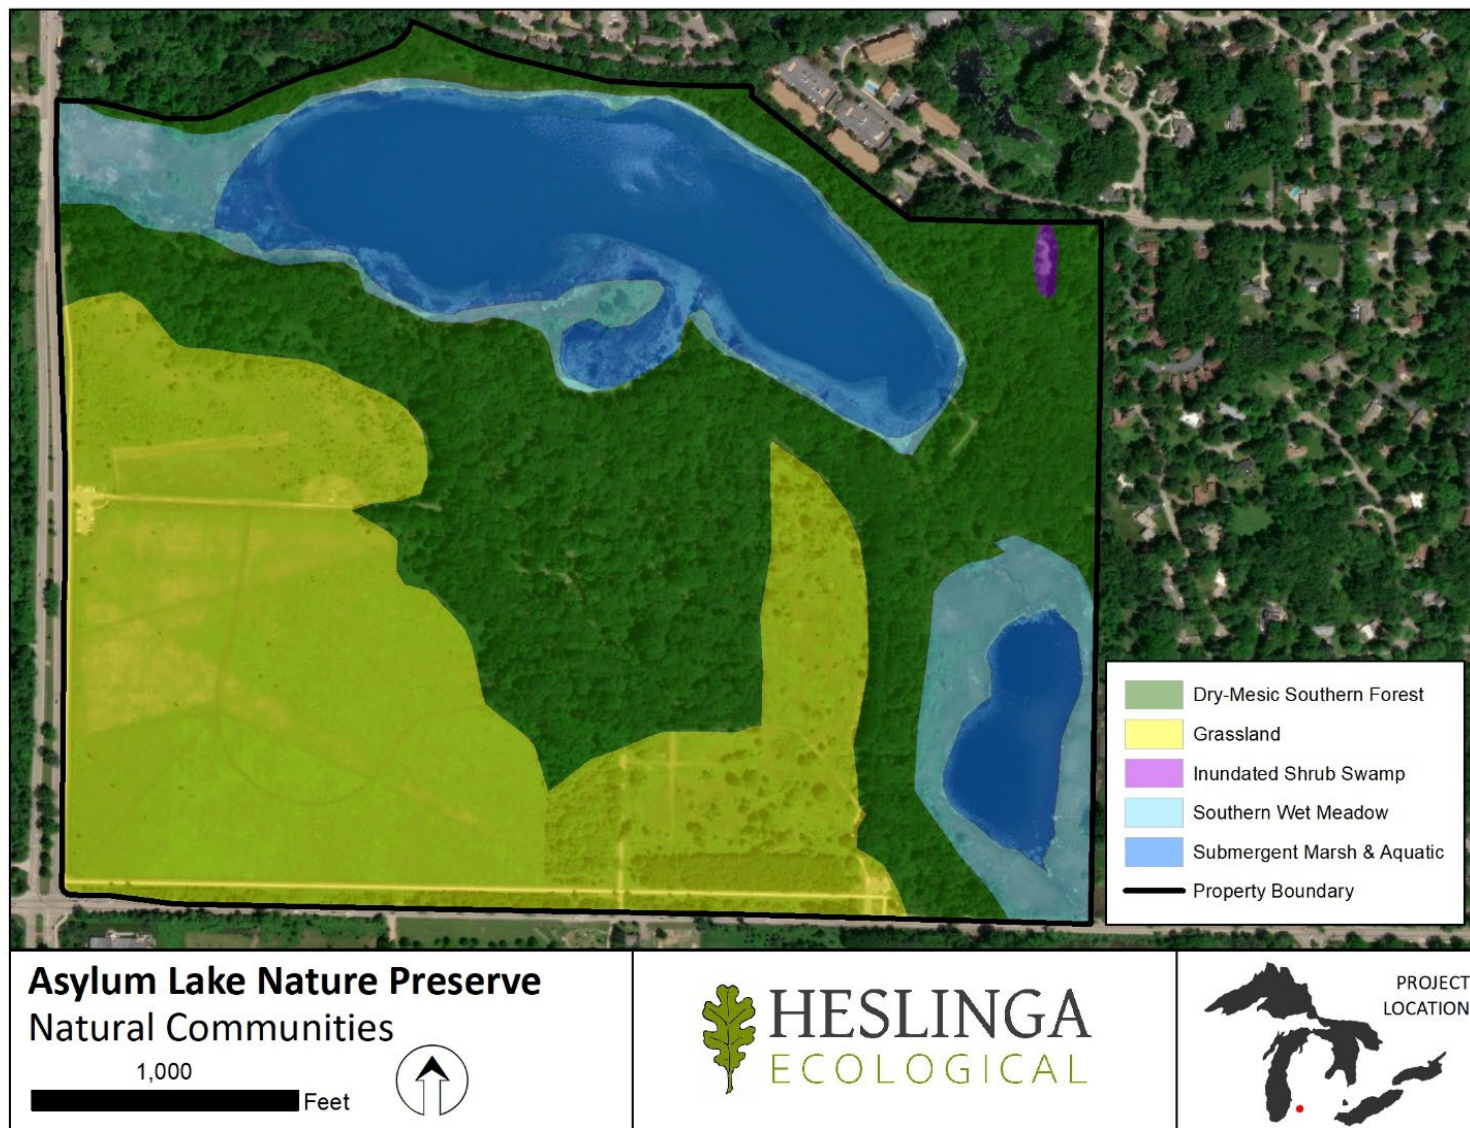 Dry-Mesic Southern Forest
Grassland
Inundated Shrub Swamp
Southern Wet Meadow
Submergent Marsh & Aquatic
Property Boundary
Asylum Lake Nature Preserve
Natural Communities
1,000
Feet
HESLINGA
ECOLOGICAL
PROJECT
LOCATION